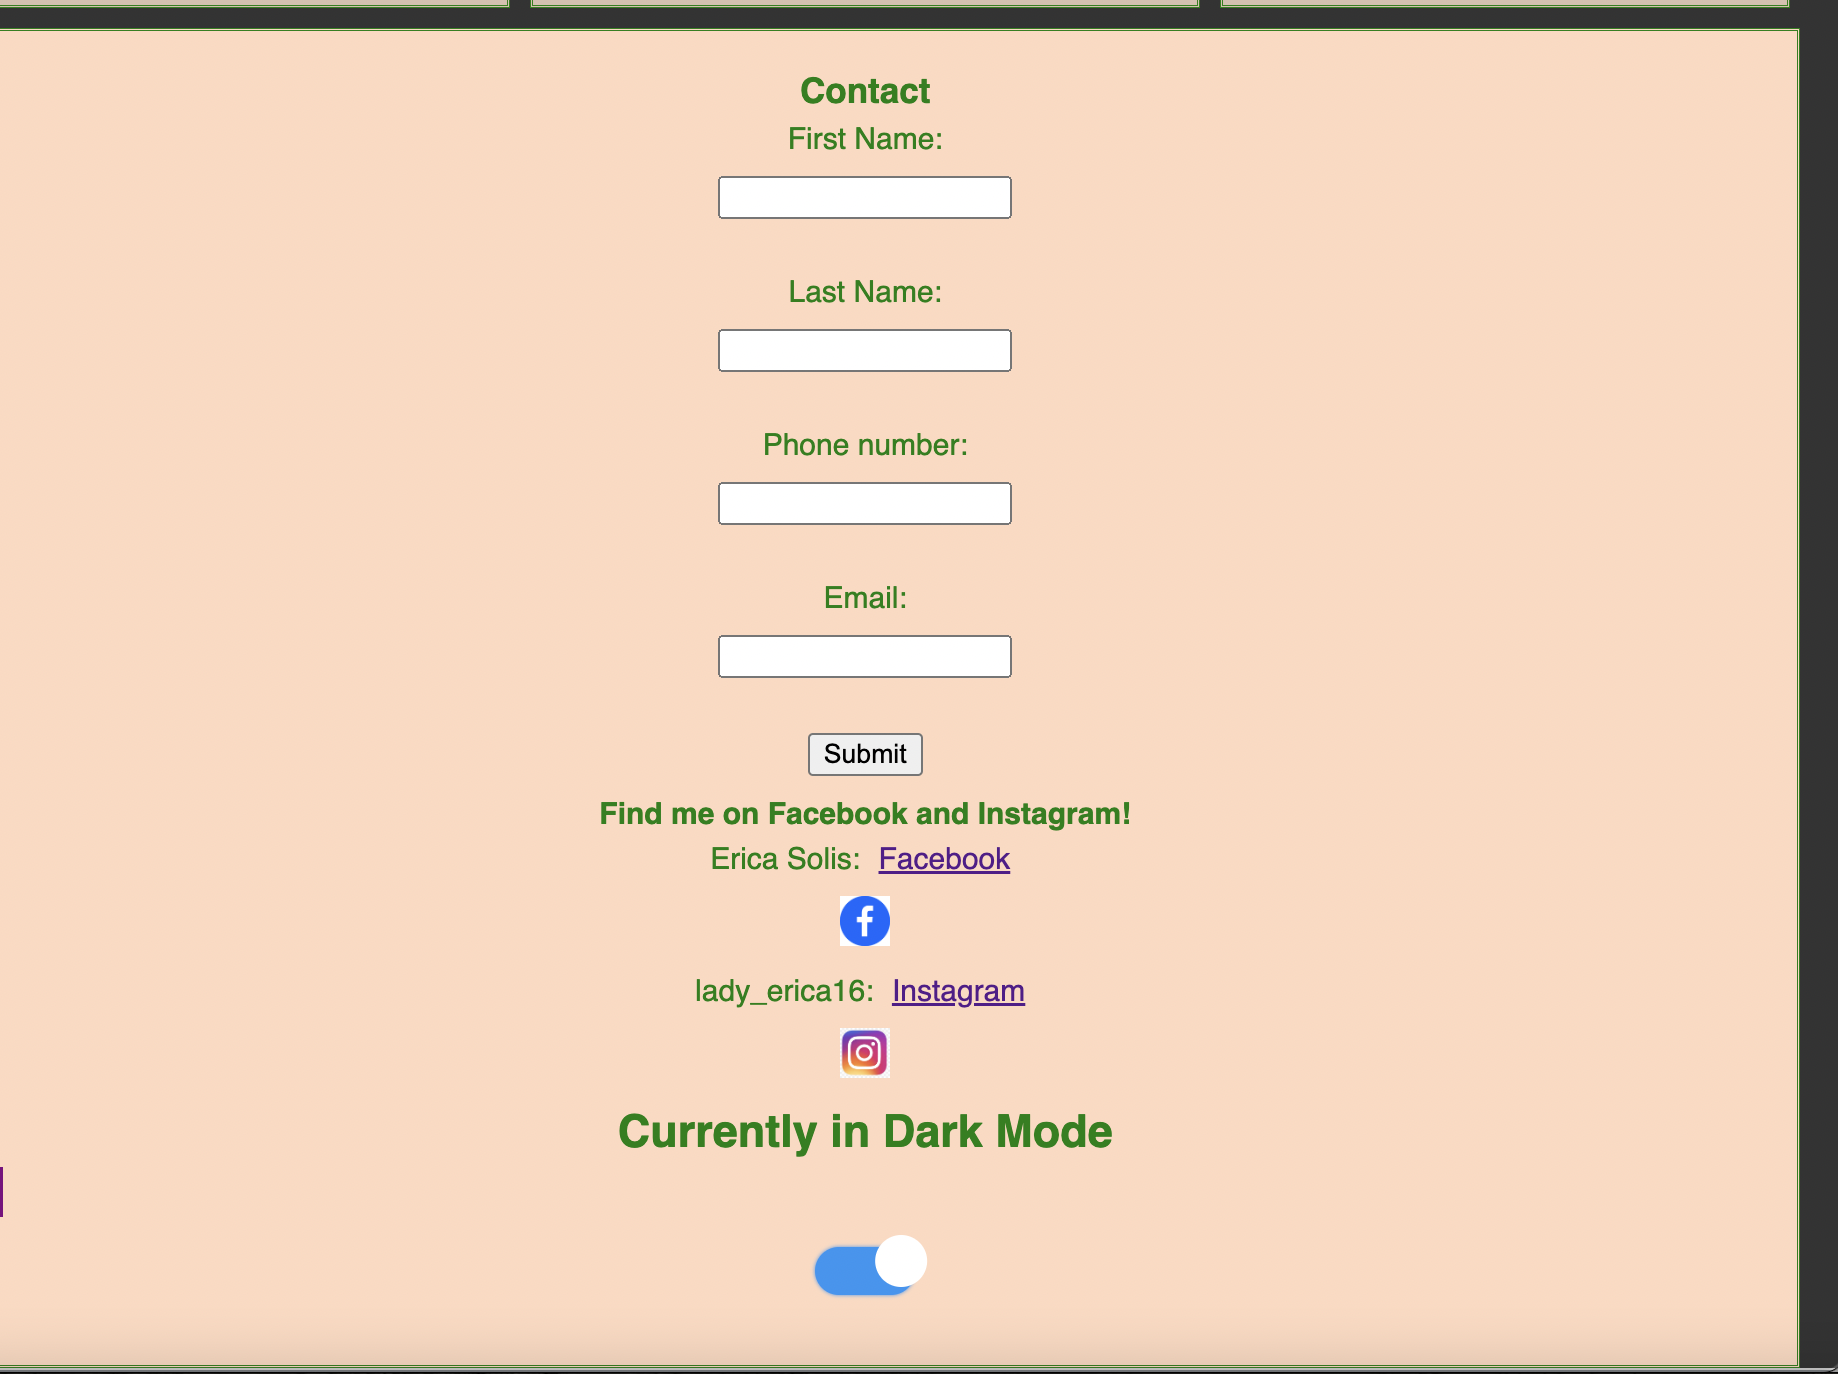 Contact
First Name:
Last Name:
Phone number:
Email:
Submit
Find me on Facebook and Instagram!
Erica Solis: Facebook
lady_erica16: Instagram
Currently in Dark Mode